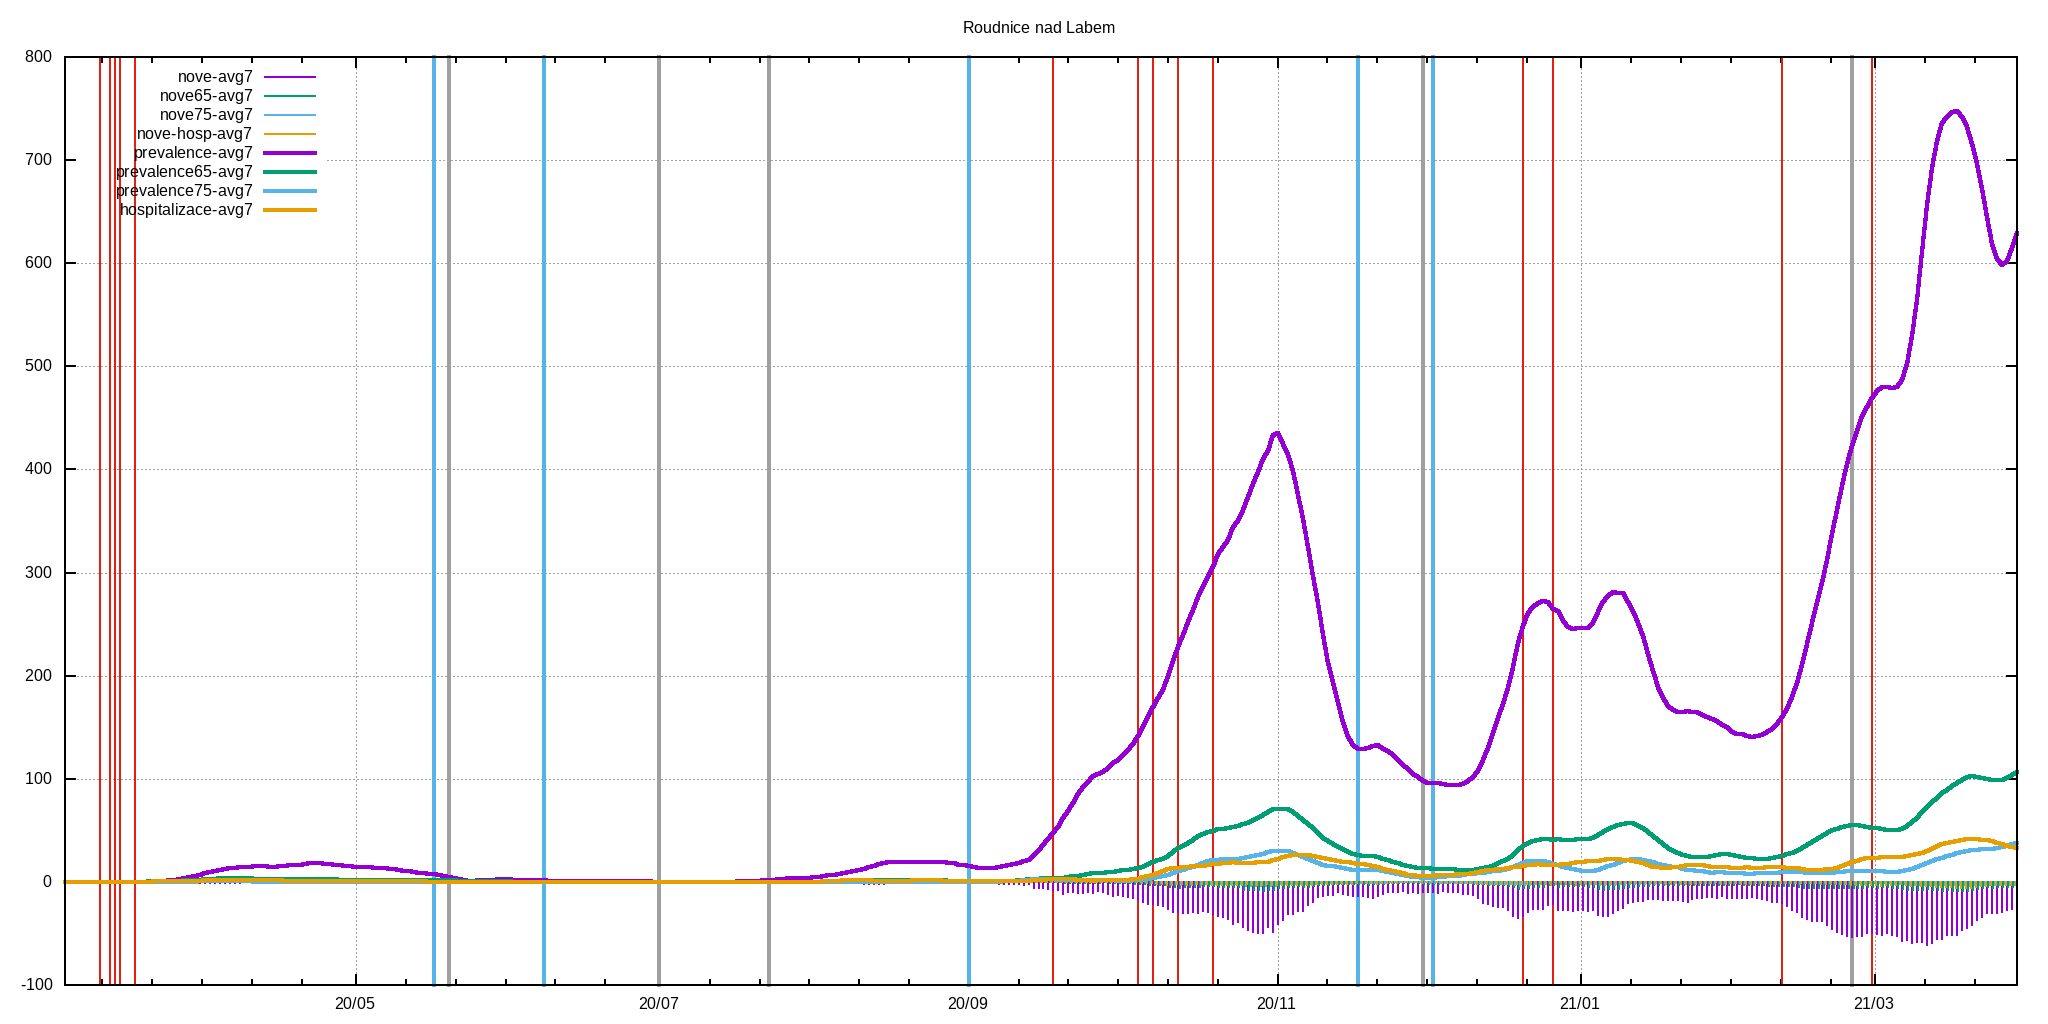 Roudnice nad Labem
800
700
600
500
400
300
200
100
0
-100
nove-avg7
nove65-avg7
nove75-avg7
nove-hosp-avg7
prevalence-avg7
prevalence65-avg7
prevalence75-avg7
hospitalizace-avg7
20/05 20/07 20/09 20/11 21/01 21/03